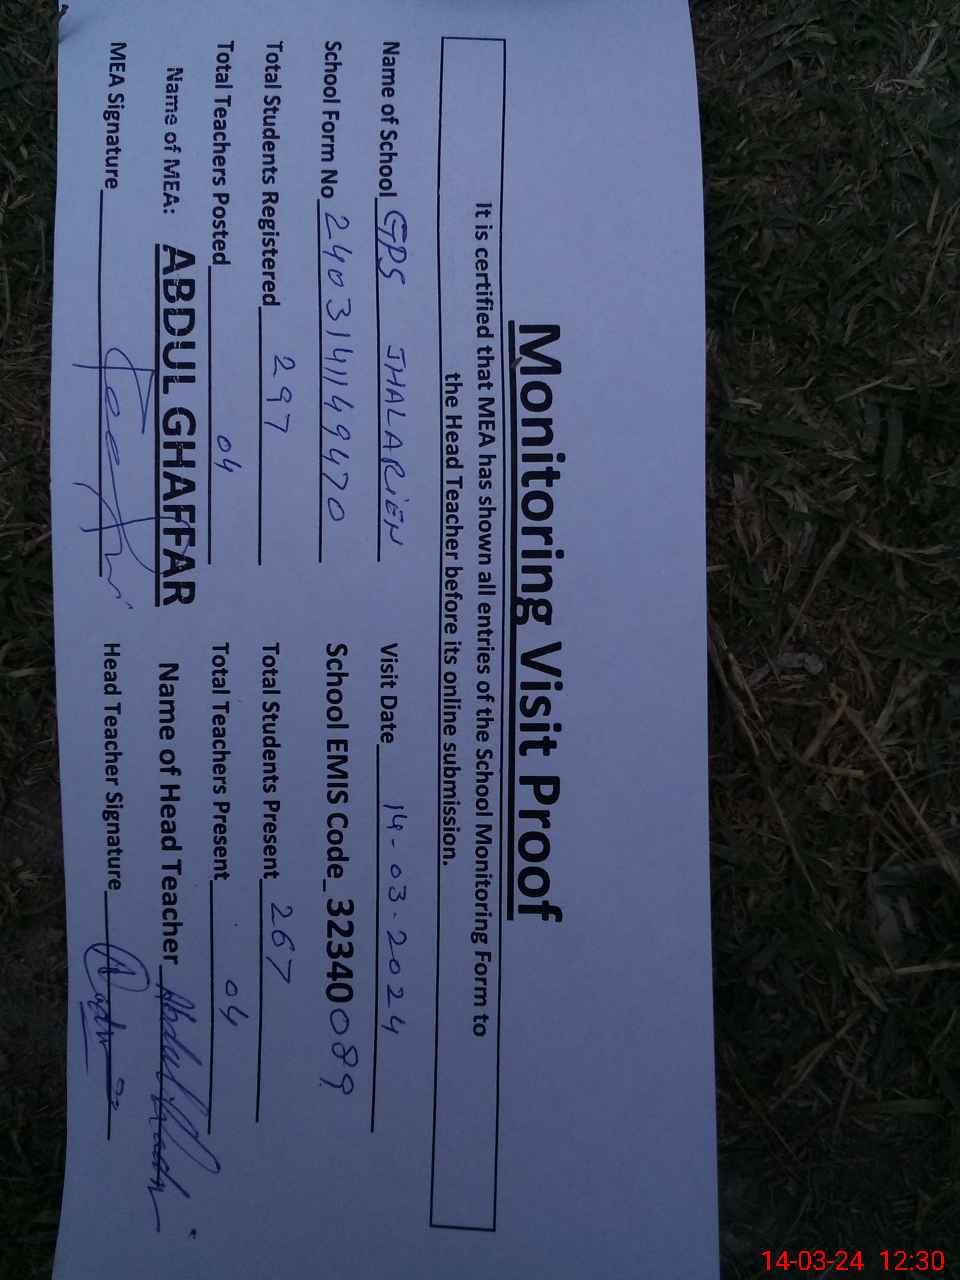 Monitoring Visit Proof
It is certified that MEA has shown all entries of the School Monitoring Form to
the Head Teacher before its online submission.
Name of School GPS JHALARIEN Visit Date 14-03-2024
School Form No 2403141149470 School EMIS Code_32340089
Total Students Registered 297 Total Students Present 267
Total Teachers Posted 04 Total Teachers Present 04
Name of MEA: ABDUL GHAFFAR Name of Head Teacher Abdul
MEA Signature Head Teacher Signature
14-03-24 12:30